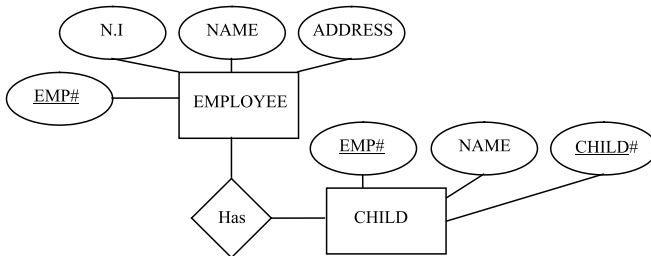 N.I NAME ADDRESS
EMP# EMPLOYEE
EMP# NAME CHILD#
Has CHILD